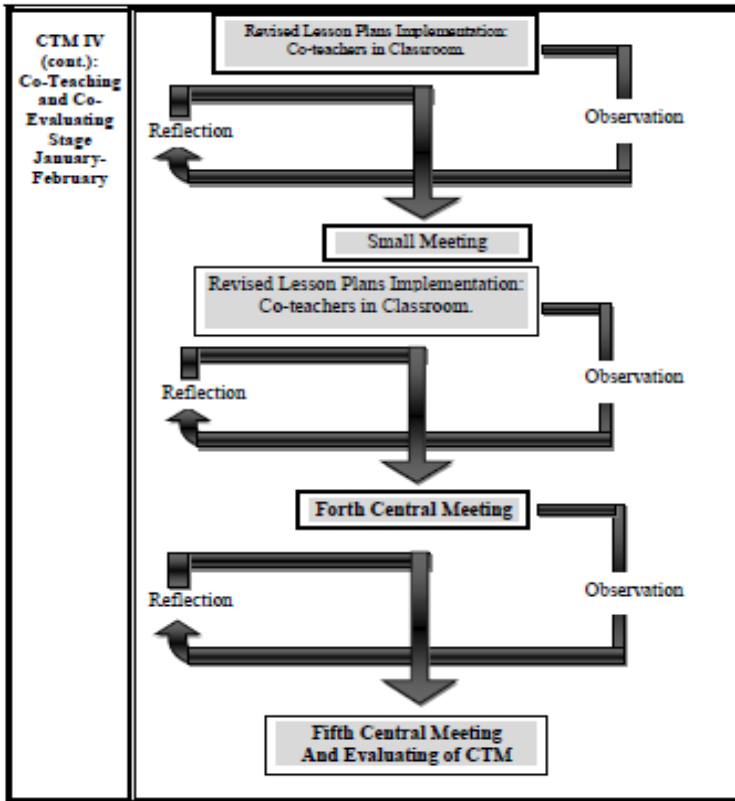 CTM IV
(cont.):
Co-Teaching
and Co-
Evaluating
Stage
January-
February
Revised Lesson Plans Implementation:
Co-teachers in Classroom.
Observation
Reflection
Small Meeting
Revised Lesson Plans Implementation:
Co-teachers in Classroom.
Observation
Reflection
Forth Central Meeting
Observation
Reflection
Fifth Central Meeting
And Evaluating of CTM